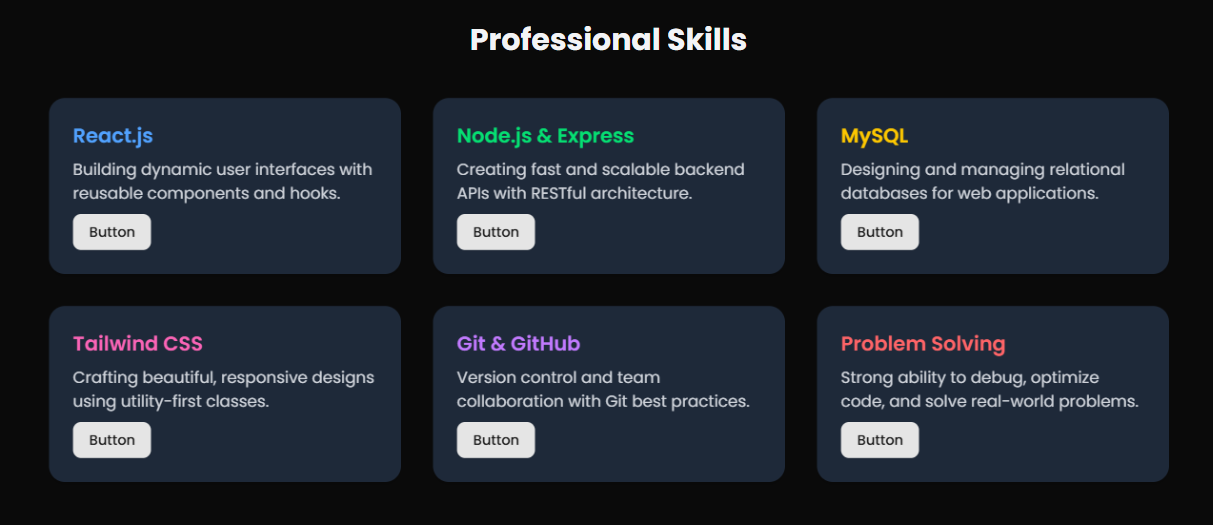 Professional Skills
React.js
Building dynamic user interfaces with
reusable components and hooks.
Button
Node.js & Express
Creating fast and scalable backend
APIs with RESTful architecture.
Button
MySQL
Designing and managing relational
databases for web applications.
Button
Tailwind CSS
Crafting beautiful, responsive designs
using utility-first classes.
Button
Git & GitHub
Version control and team
collaboration with Git best practices.
Button
Problem Solving
Strong ability to debug, optimize
code, and solve real-world problems.
Button